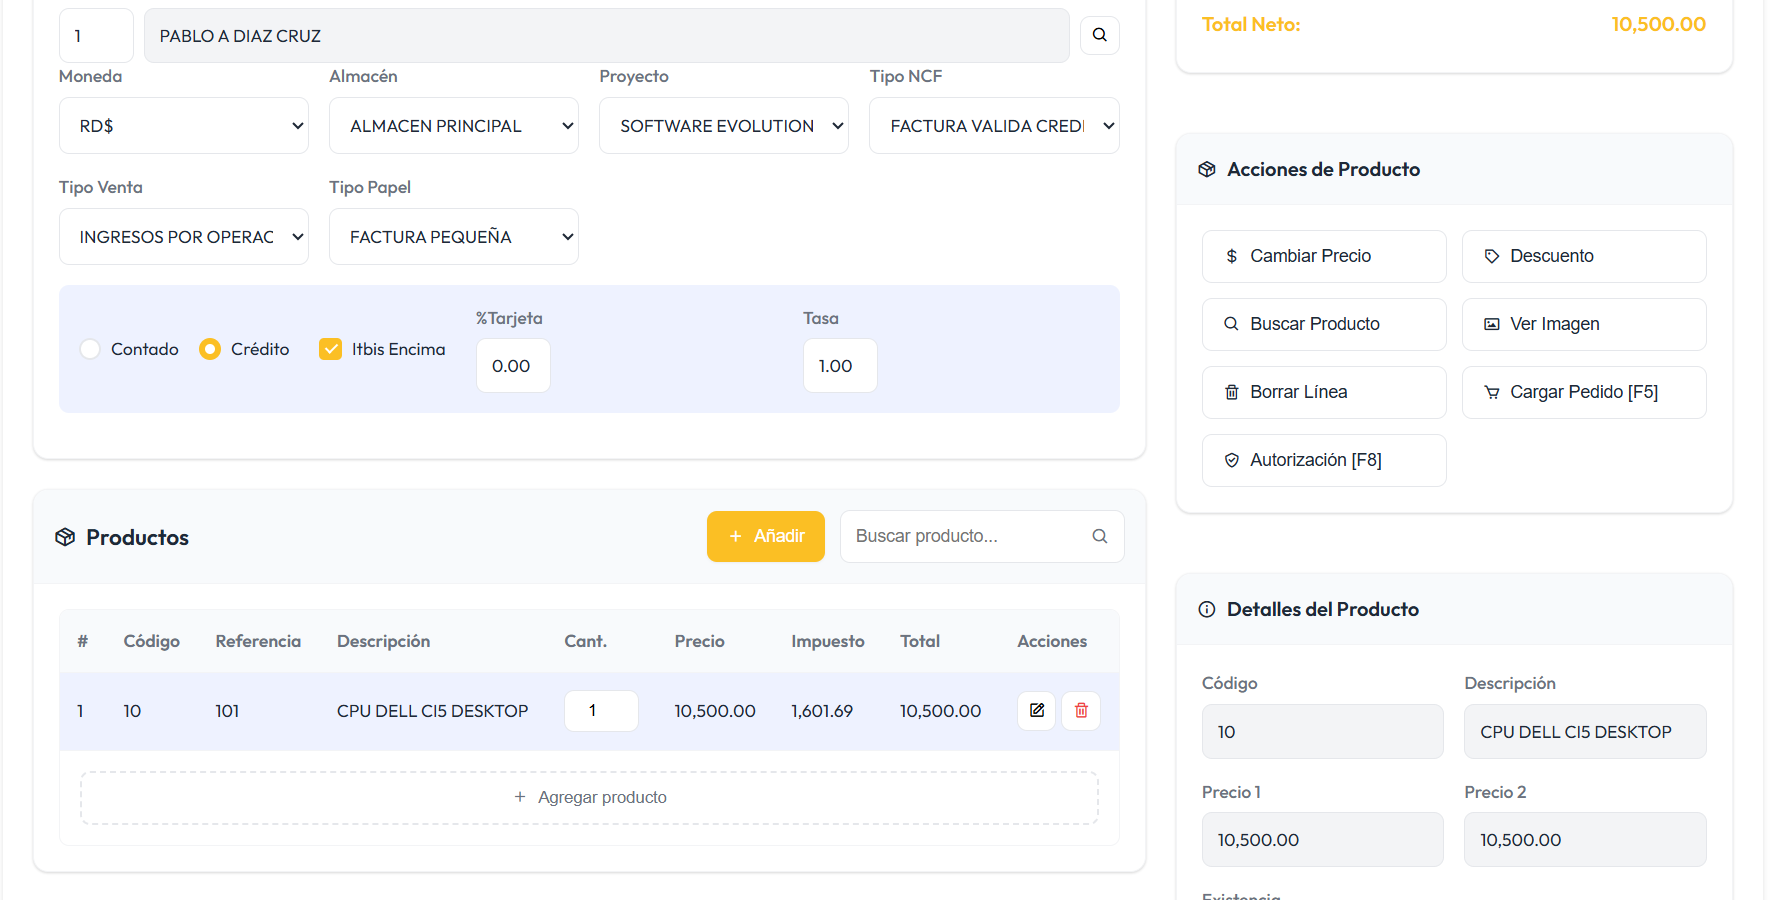 1
PABLO A DIAZ CRUZ
Moneda
Almacén
Proyecto
Tipo NCF
RD$
ALMACEN PRINCIPAL
SOFTWARE EVOLUTION
FACTURA VALIDA CREDI
Tipo Venta
Tipo Papel
INGRESOS POR OPERAC
FACTURA PEQUEÑA
Contado
Crédito
Itbis Encima
%Tarjeta
0.00
Tasa
1.00
Productos
+ Añadir
Buscar producto...
# Código Referencia Descripción Cant. Precio Impuesto Total Acciones
1 10 101 CPU DELL CI5 DESKTOP 1 10,500.00 1,601.69 10,500.00
+ Agregar producto
Total Neto: 10,500.00
Acciones de Producto
$ Cambiar Precio
Descuento
Buscar Producto
Ver Imagen
Borrar Línea
Cargar Pedido [F5]
Autorización [F8]
Detalles del Producto
Código
Descripción
10
CPU DELL CI5 DESKTOP
Precio 1
Precio 2
10,500.00
10,500.00
Existencia